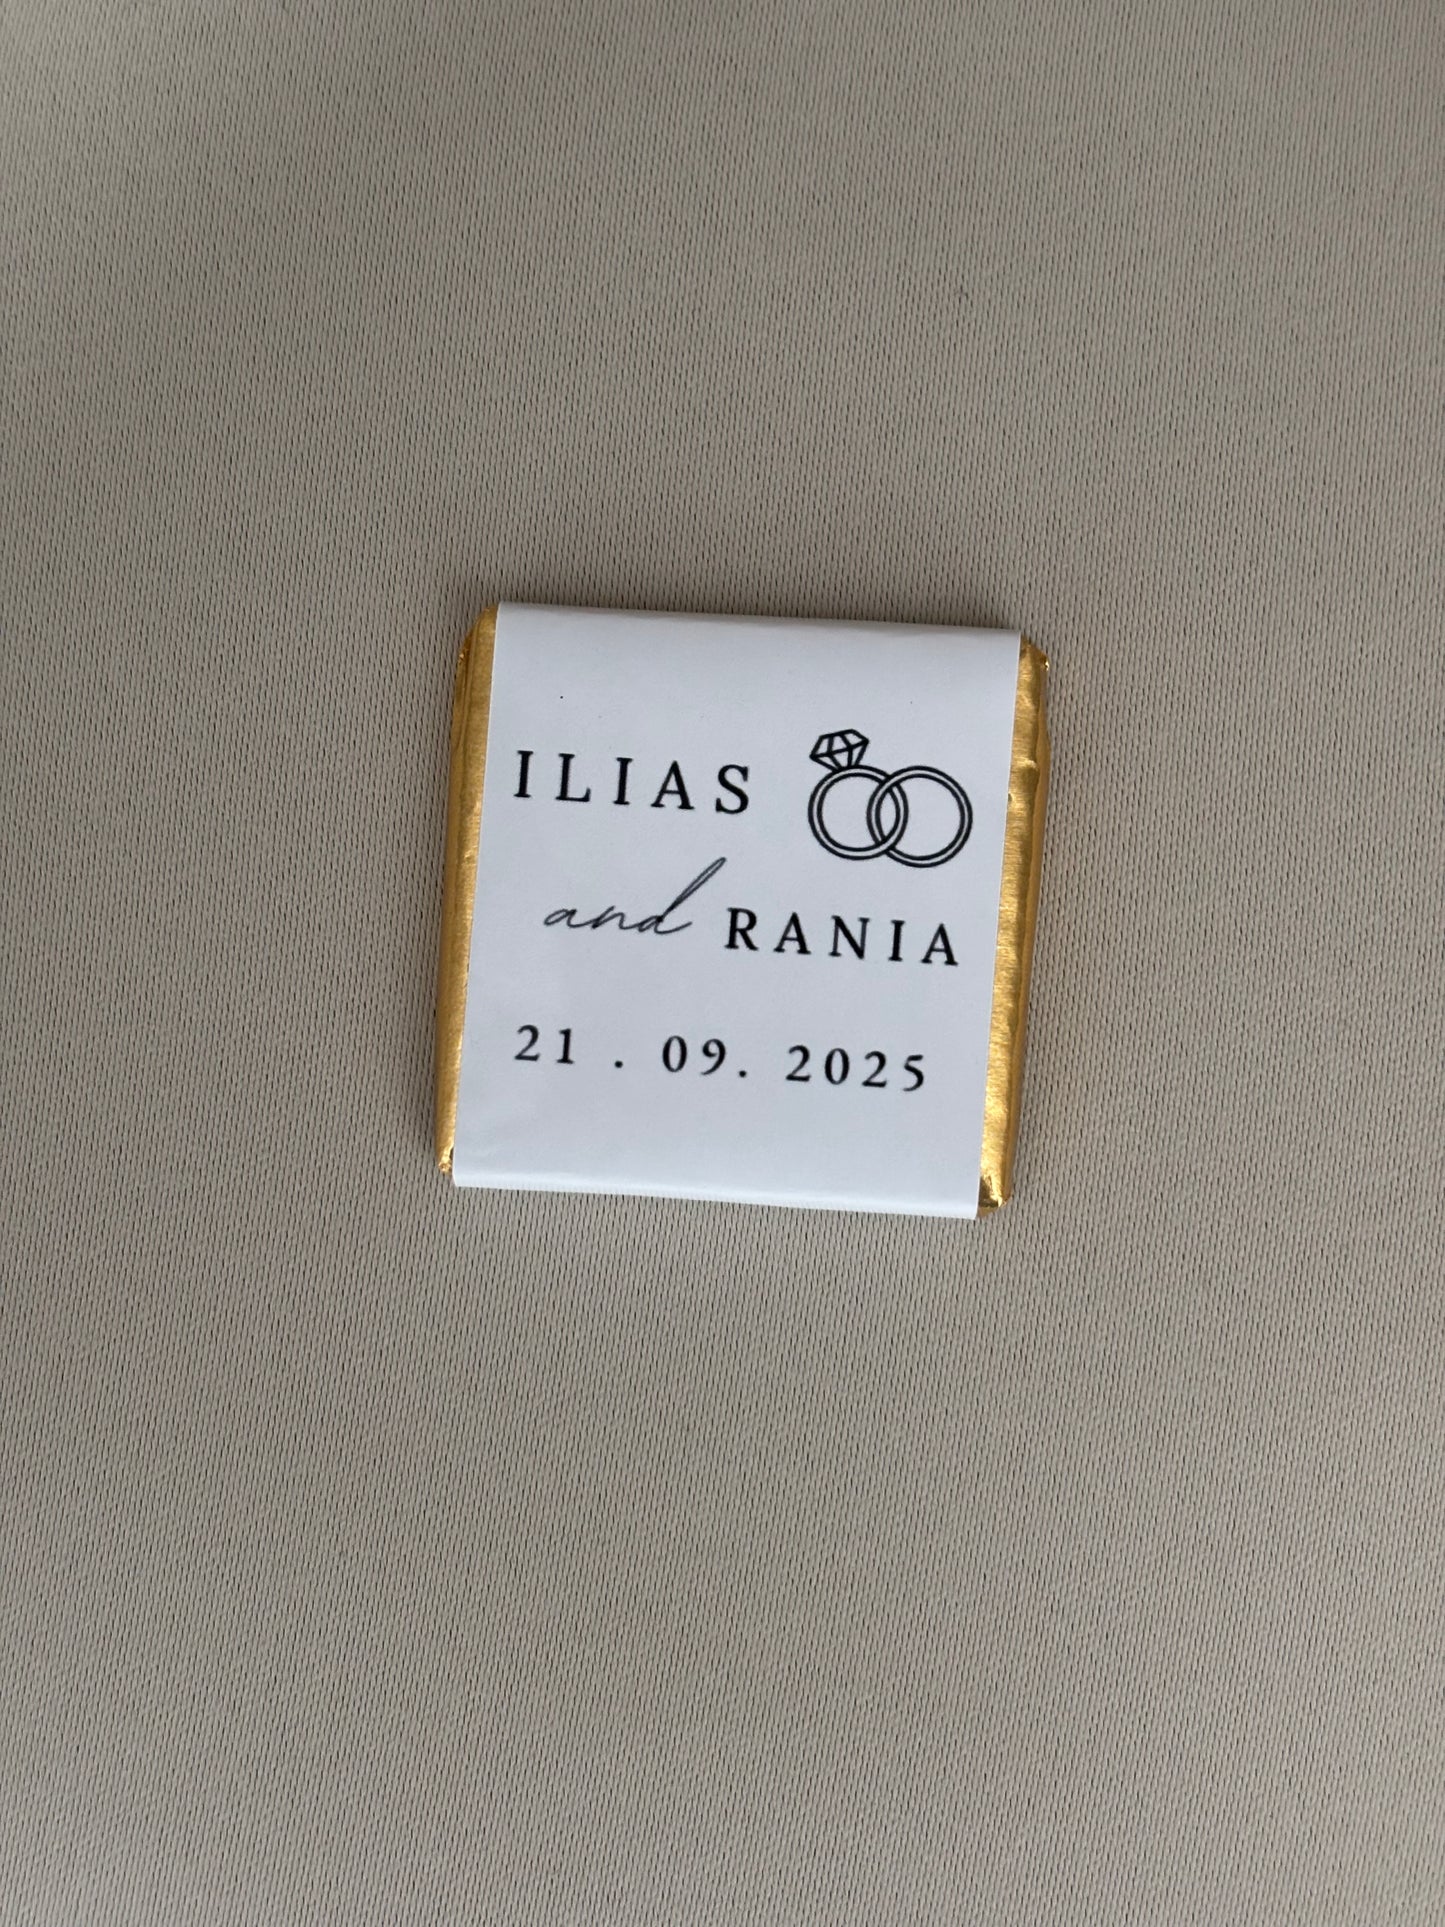 ILIAS
and RANIA
21 . 09. 2025